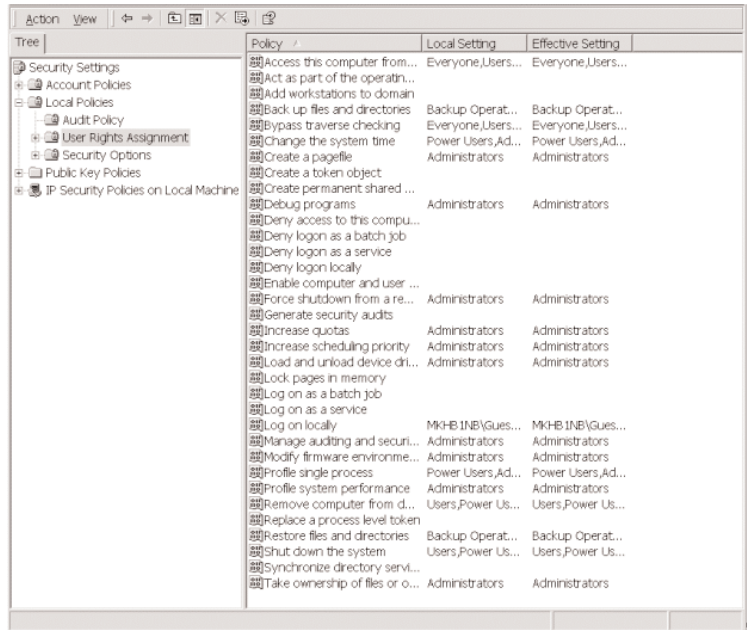 Action View
Tree
Security Settings
Account Policies
Local Policies
Audit Policy
User Rights Assignment
Security Options
Public Key Policies
IP Security Policies on Local Machine
Policy Local Setting Effective Setting
Access this computer from... Everyone,Users... Everyone,Users...
Act as part of the operatin...
Add workstations to domain
Back up files and directories Backup Operat... Backup Operat...
Bypass traverse checking Everyone,Users... Everyone,Users...
Change the system time Power Users,Ad... Power Users,Ad...
Create a pagefile Administrators Administrators
Create a token object
Create permanent shared ...
Debug programs Administrators Administrators
Deny access to this compu...
Deny logon as a batch job
Deny logon as a service
Deny logon locally
Enable computer and user ...
Force shutdown from a re... Administrators Administrators
Generate security audits
Increase quotas Administrators Administrators
Increase scheduling priority Administrators Administrators
Load and unload device dri... Administrators Administrators
Lock pages in memory
Log on as a batch job
Log on as a service
Log on locally MKHB1NB\Gues... MKHB1NB\Gues...
Manage auditing and securi... Administrators Administrators
Modify firmware environme... Administrators Administrators
Profile single process Power Users,Ad... Power Users,Ad...
Profile system performance Administrators Administrators
Remove computer from d... Users,Power Us... Users,Power Us...
Replace a process level token
Restore files and directories Backup Operat... Backup Operat...
Shut down the system Users,Power Us... Users,Power Us...
Synchronize directory servi...
Take ownership of files or o... Administrators Administrators